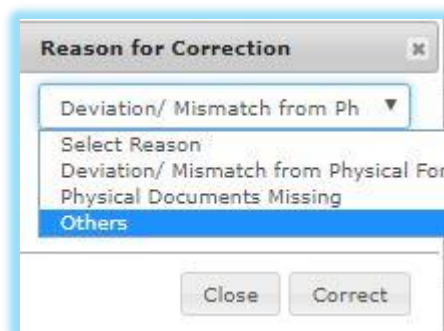 Reason for Correction
Deviation/ Mismatch from Ph
Select Reason
Deviation/ Mismatch from Physical For
Physical Documents Missing
Others
Close
Correct